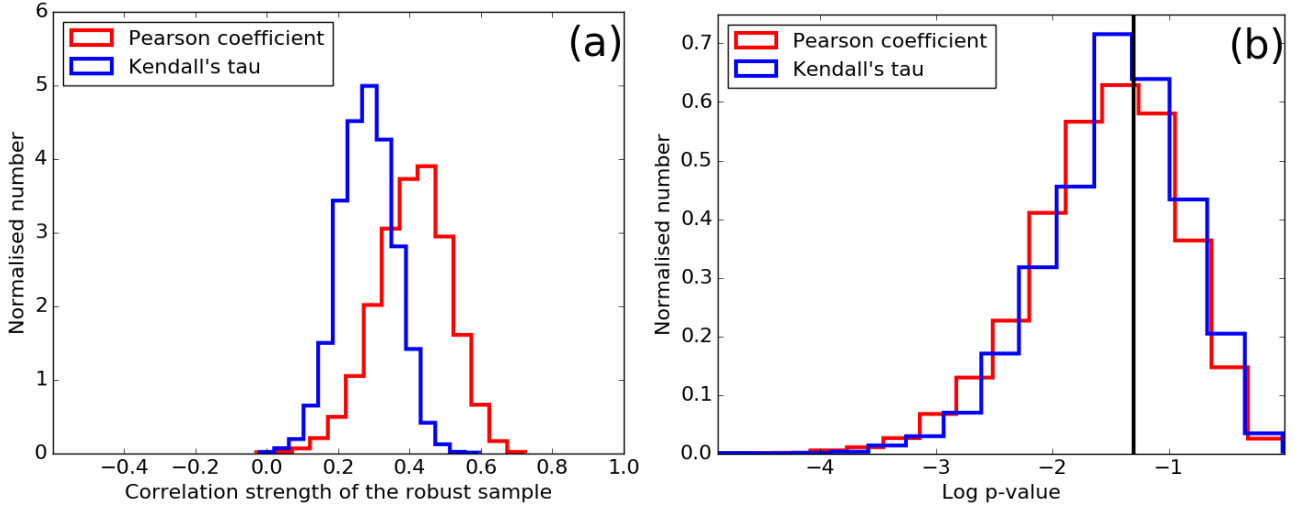 (a)
Pearson coefficient
Kendall's tau
Normalised number
6
5
4
3
2
1
0
−0.4
−0.2
0.0
0.2
0.4
0.6
0.8
1.0
Correlation strength of the robust sample
(b)
Pearson coefficient
Kendall's tau
Normalised number
0.7
0.6
0.5
0.4
0.3
0.2
0.1
0.0
−4
−3
−2
−1
Log p-value